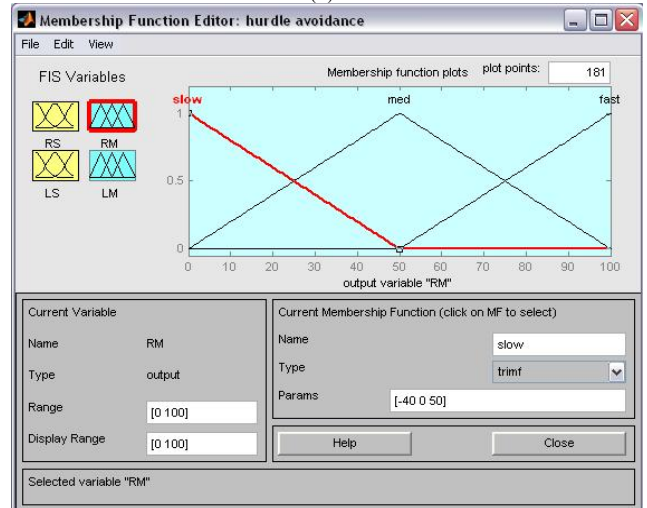 Membership Function Editor: hurdle avoidance
File Edit View
FIS Variables
RS RM
LS LM
Membership function plots plot points: 181
slow med fast
1
0.5
0
0 10 20 30 40 50 60 70 80 90 100
output variable "RM"
Current Variable
Name RM
Type output
Range [0 100]
Display Range [0 100]
Current Membership Function (click on MF to select)
Name slow
Type trimf
Params [-40 0 50]
Help Close
Selected variable "RM"